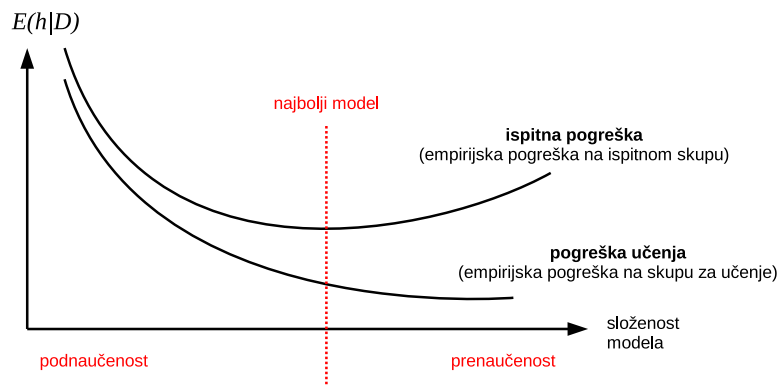 E(h|D)
najbolji model
ispitna pogreška
(empirijska pogreška na ispitnom skupu)
pogreška učenja
(empirijska pogreška na skupu za učenje)
složenost
modela
podnaučenost
prenaučenost